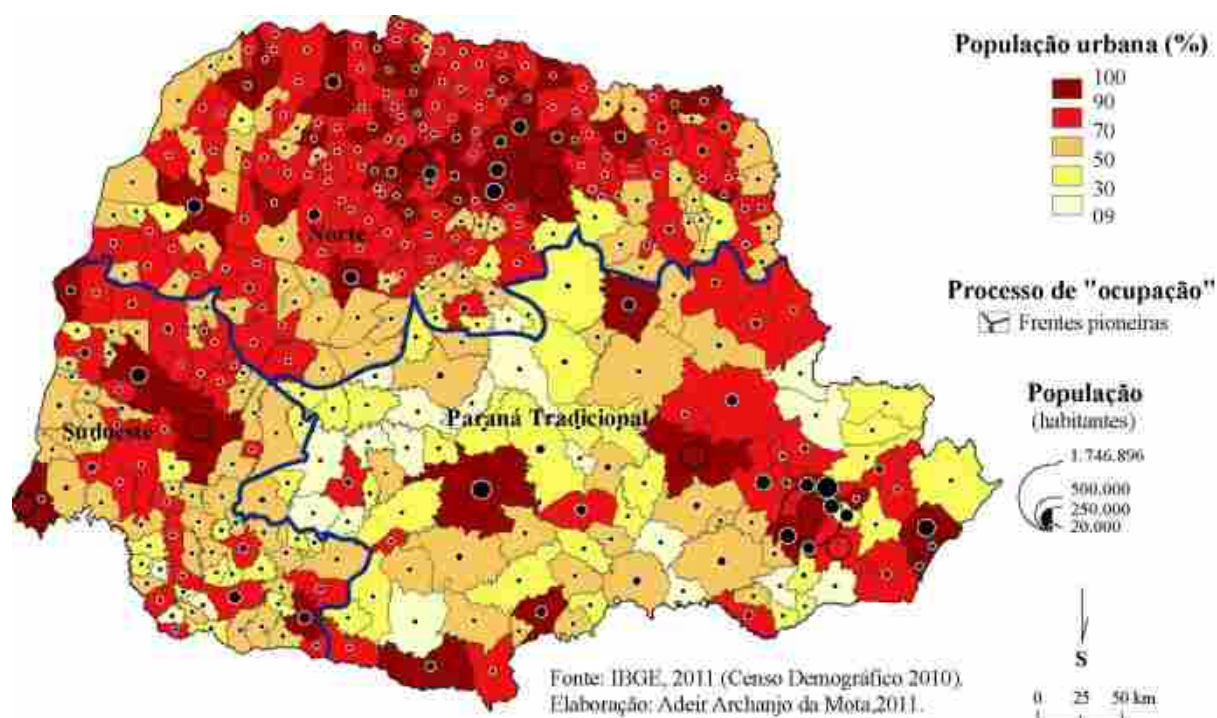 População urbana (%)
100
90
70
50
30
09
Processo de "ocupação"
Frentes pioneiras
População
(habitantes)
1.746.896
500.000
250.000
20.000
S
0 25 50 km
Norte
Paraná Tradicional
Sudoeste
Fonte: IBGE, 2011 (Censo Demográfico 2010).
Elaboração: Adeir Archanjo da Mota,2011.